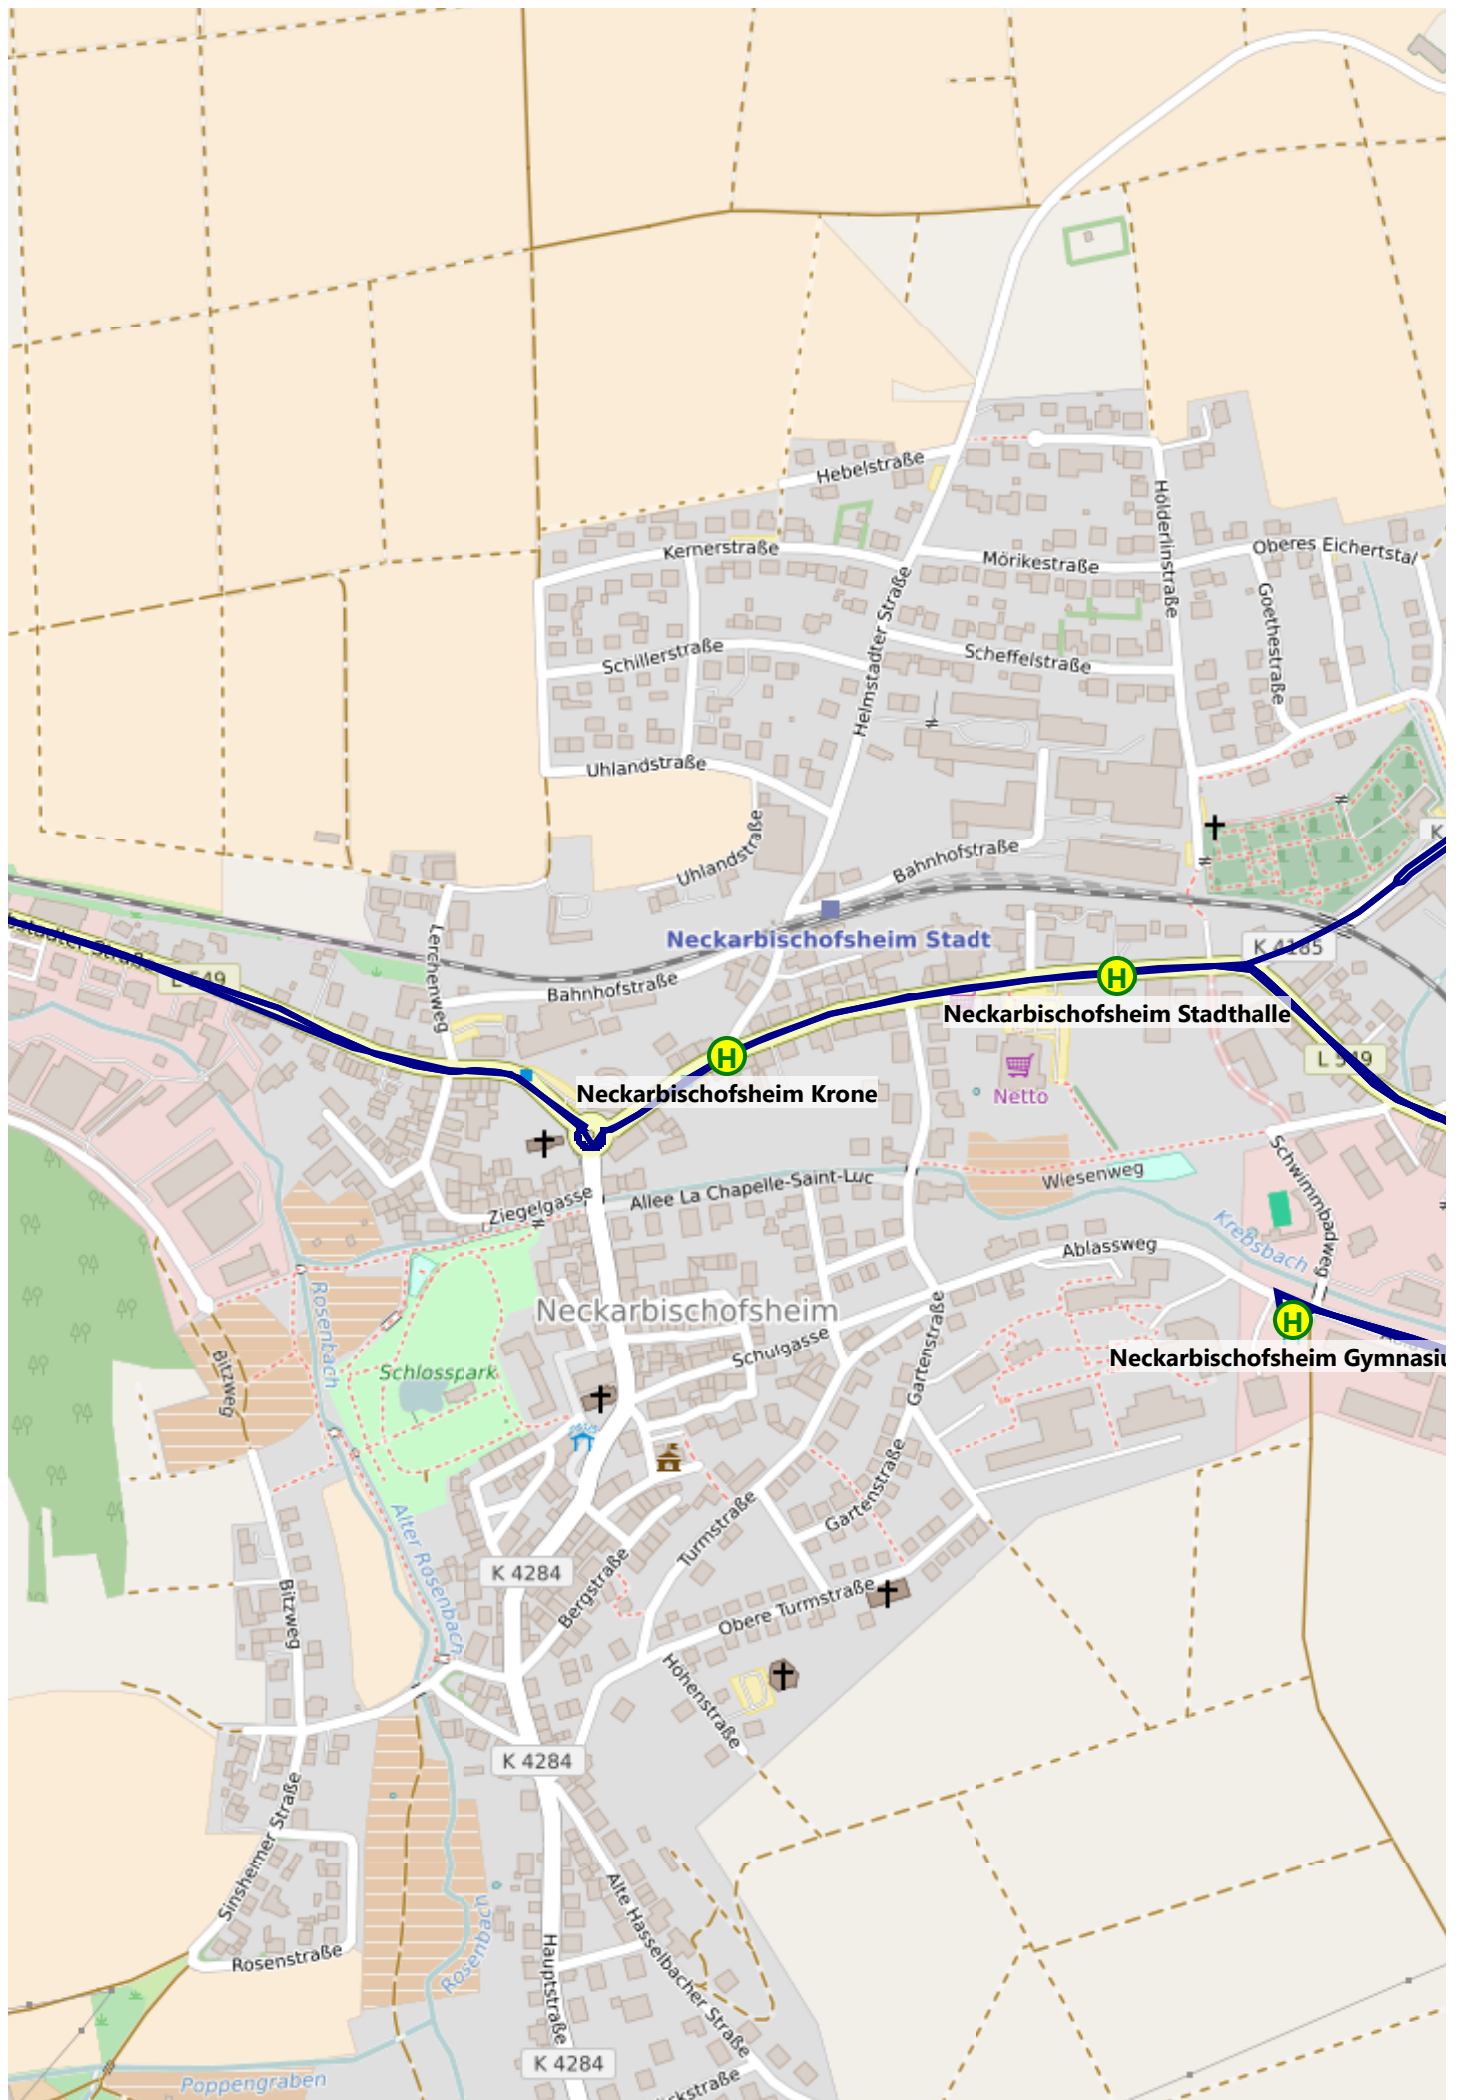 Hebelstraße
Kernerstraße
Mörikestraße
Hölderlinstraße
Oberes Eichertstal
Goethestraße
Helmstadter Straße
Schillerstraße
Scheffelstraße
Uhlandstraße
Uhlandstraße
Bahnhofstraße
K
Lerchenweg
Neckarbischofsheim Stadt
K 4185
L 549
Bahnhofstraße
H
Neckarbischofsheim Stadthalle
H
Neckarbischofsheim Krone
L 549
Netto
Schwimmbadweg
Wiesenweg
Allee La Chapelle-Saint-Luc
Ziegelgasse
Krebsbach
Ablassweg
Rosenbach
Neckarbischofsheim
H
Schulgasse
Gartenstraße
Neckarbischofsheim Gymnasiu
Schlosspark
Bitzweg
Gartenstraße
Turmstraße
Alter Rosenbach
K 4284
Bergstraße
Obere Turmstraße
Bitzweg
Höhenstraße
K 4284
Sinsheimer Straße
Alte Hasselbacher Straße
Rosenbach
Rosenstraße
Hauptstraße
K 4284
Poppengraben